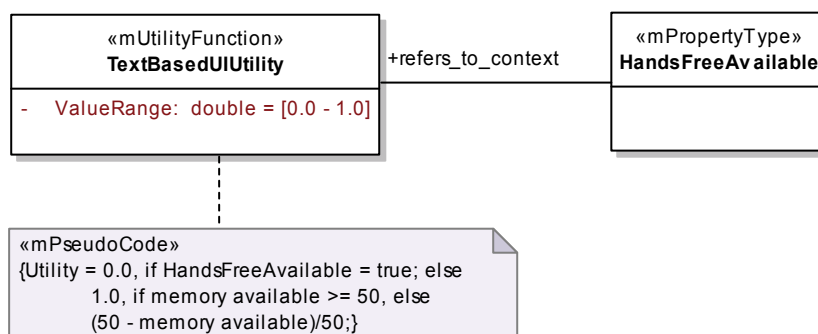 «mUtilityFunction»
TextBasedUIUtility
- ValueRange: double = [0.0 - 1.0]
+refers_to_context
«mPropertyType»
HandsFreeAvailable
«mPseudoCode»
{Utility = 0.0, if HandsFreeAvailable = true; else
1.0, if memory available >= 50, else
(50 - memory available)/50;}